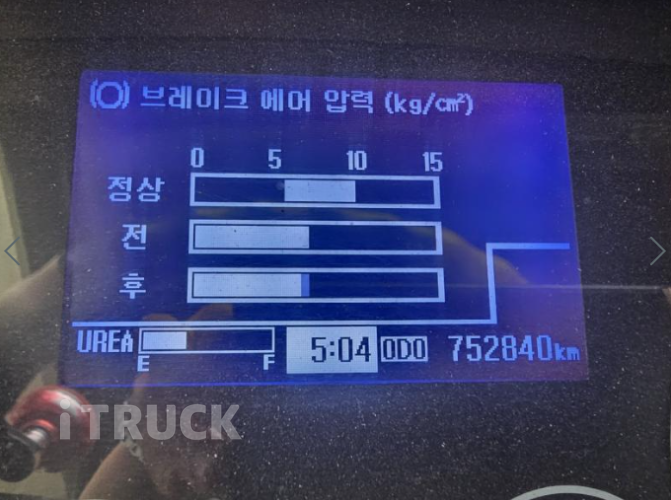 브레이크 에어 압력 (kg/cm²)
0 5 10 15
정상
전
후
UREA E F 5:04 ODO 752840km
iTRUCK